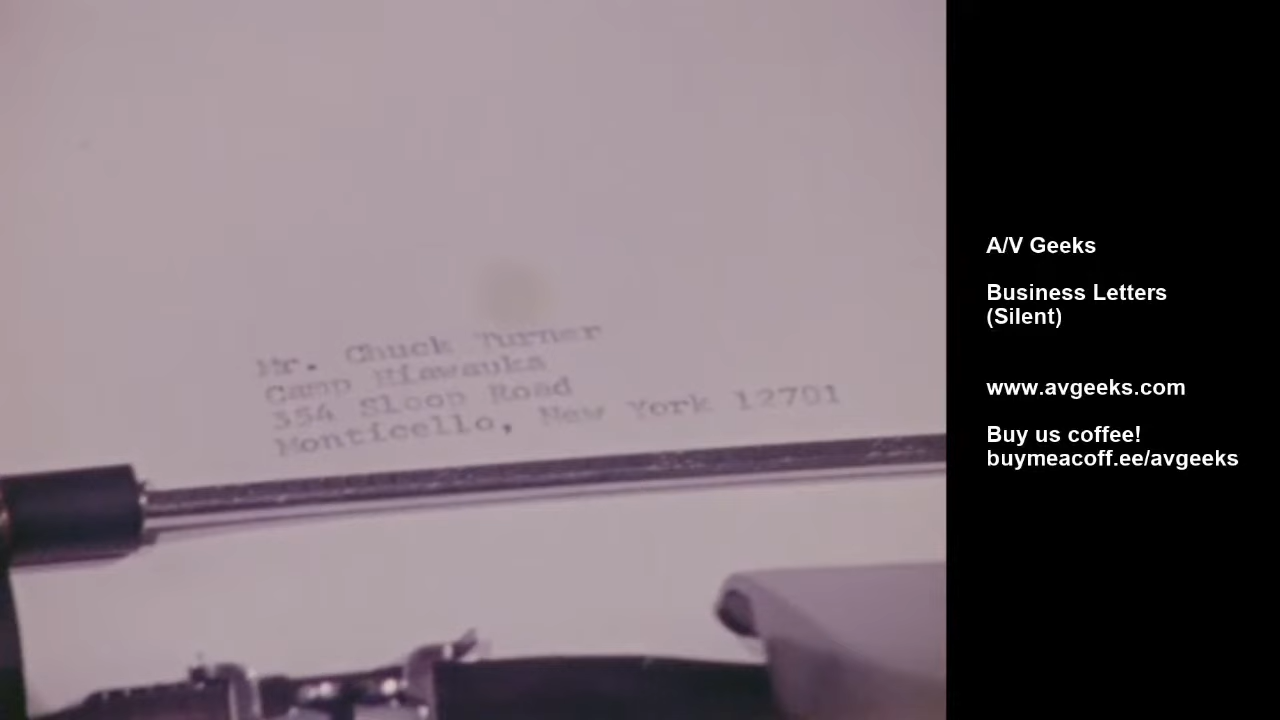 Mr. Chuck Turner
Camp Hiawauka
354 Sloop Road
Monticello, New York 12701
A/V Geeks
Business Letters
(Silent)
www.avgeeks.com
Buy us coffee!
buymeacoff.ee/avgeeks